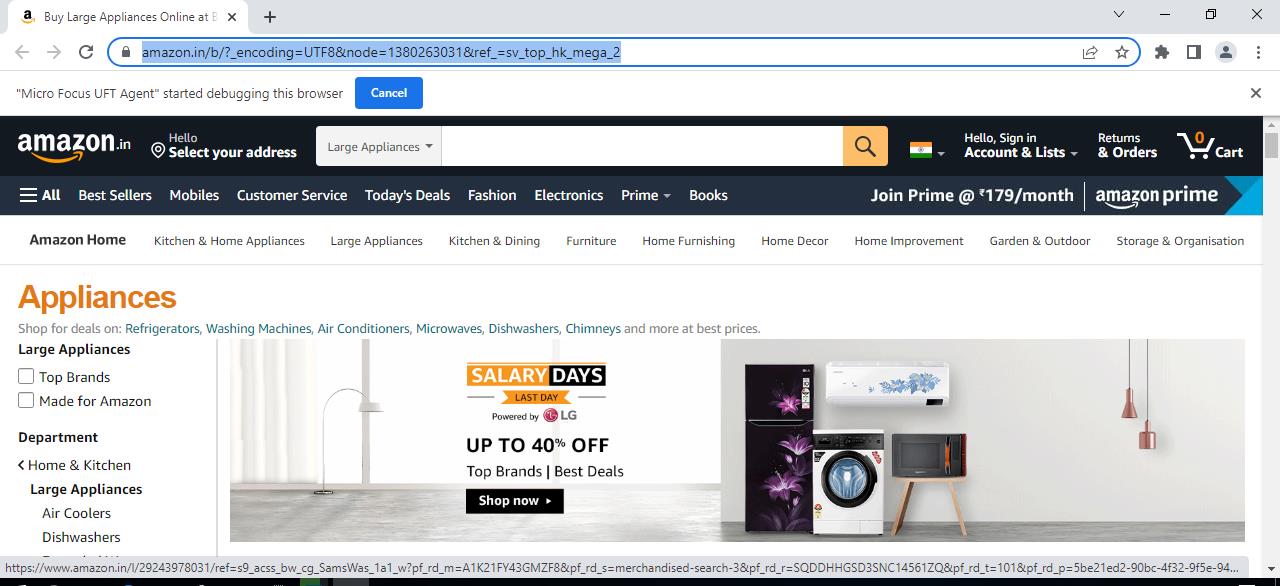 Buy Large Appliances Online at B
amazon.in/b/?_encoding=UTF8&node=1380263031&ref_=sv_top_hk_mega_2
"Micro Focus UFT Agent" started debugging this browser Cancel
amazon.in Hello Select your address Large Appliances Hello, Sign in Account & Lists Returns & Orders 0 Cart
All Best Sellers Mobiles Customer Service Today's Deals Fashion Electronics Prime Books Join Prime @ ₹179/month amazon prime
Amazon Home Kitchen & Home Appliances Large Appliances Kitchen & Dining Furniture Home Furnishing Home Decor Home Improvement Garden & Outdoor Storage & Organisation
Appliances
Shop for deals on: Refrigerators, Washing Machines, Air Conditioners, Microwaves, Dishwashers, Chimneys and more at best prices.
Large Appliances
Top Brands
Made for Amazon
Department
Home & Kitchen
Large Appliances
Air Coolers
Dishwashers
SALARY DAYS
LAST DAY
Powered by LG
UP TO 40% OFF
Top Brands | Best Deals
Shop now
https://www.amazon.in/l/29243978031/ref=s9_acss_bw_cg_SamsWas_1a1_w?pf_rd_m=A1K21FY43GMZF8&pf_rd_s=merchandised-search-3&pf_rd_r=SQDDHHGSD3SNC14561ZQ&pf_rd_t=101&pf_rd_p=5be21ed2-90bc-4f32-9f5e-94...